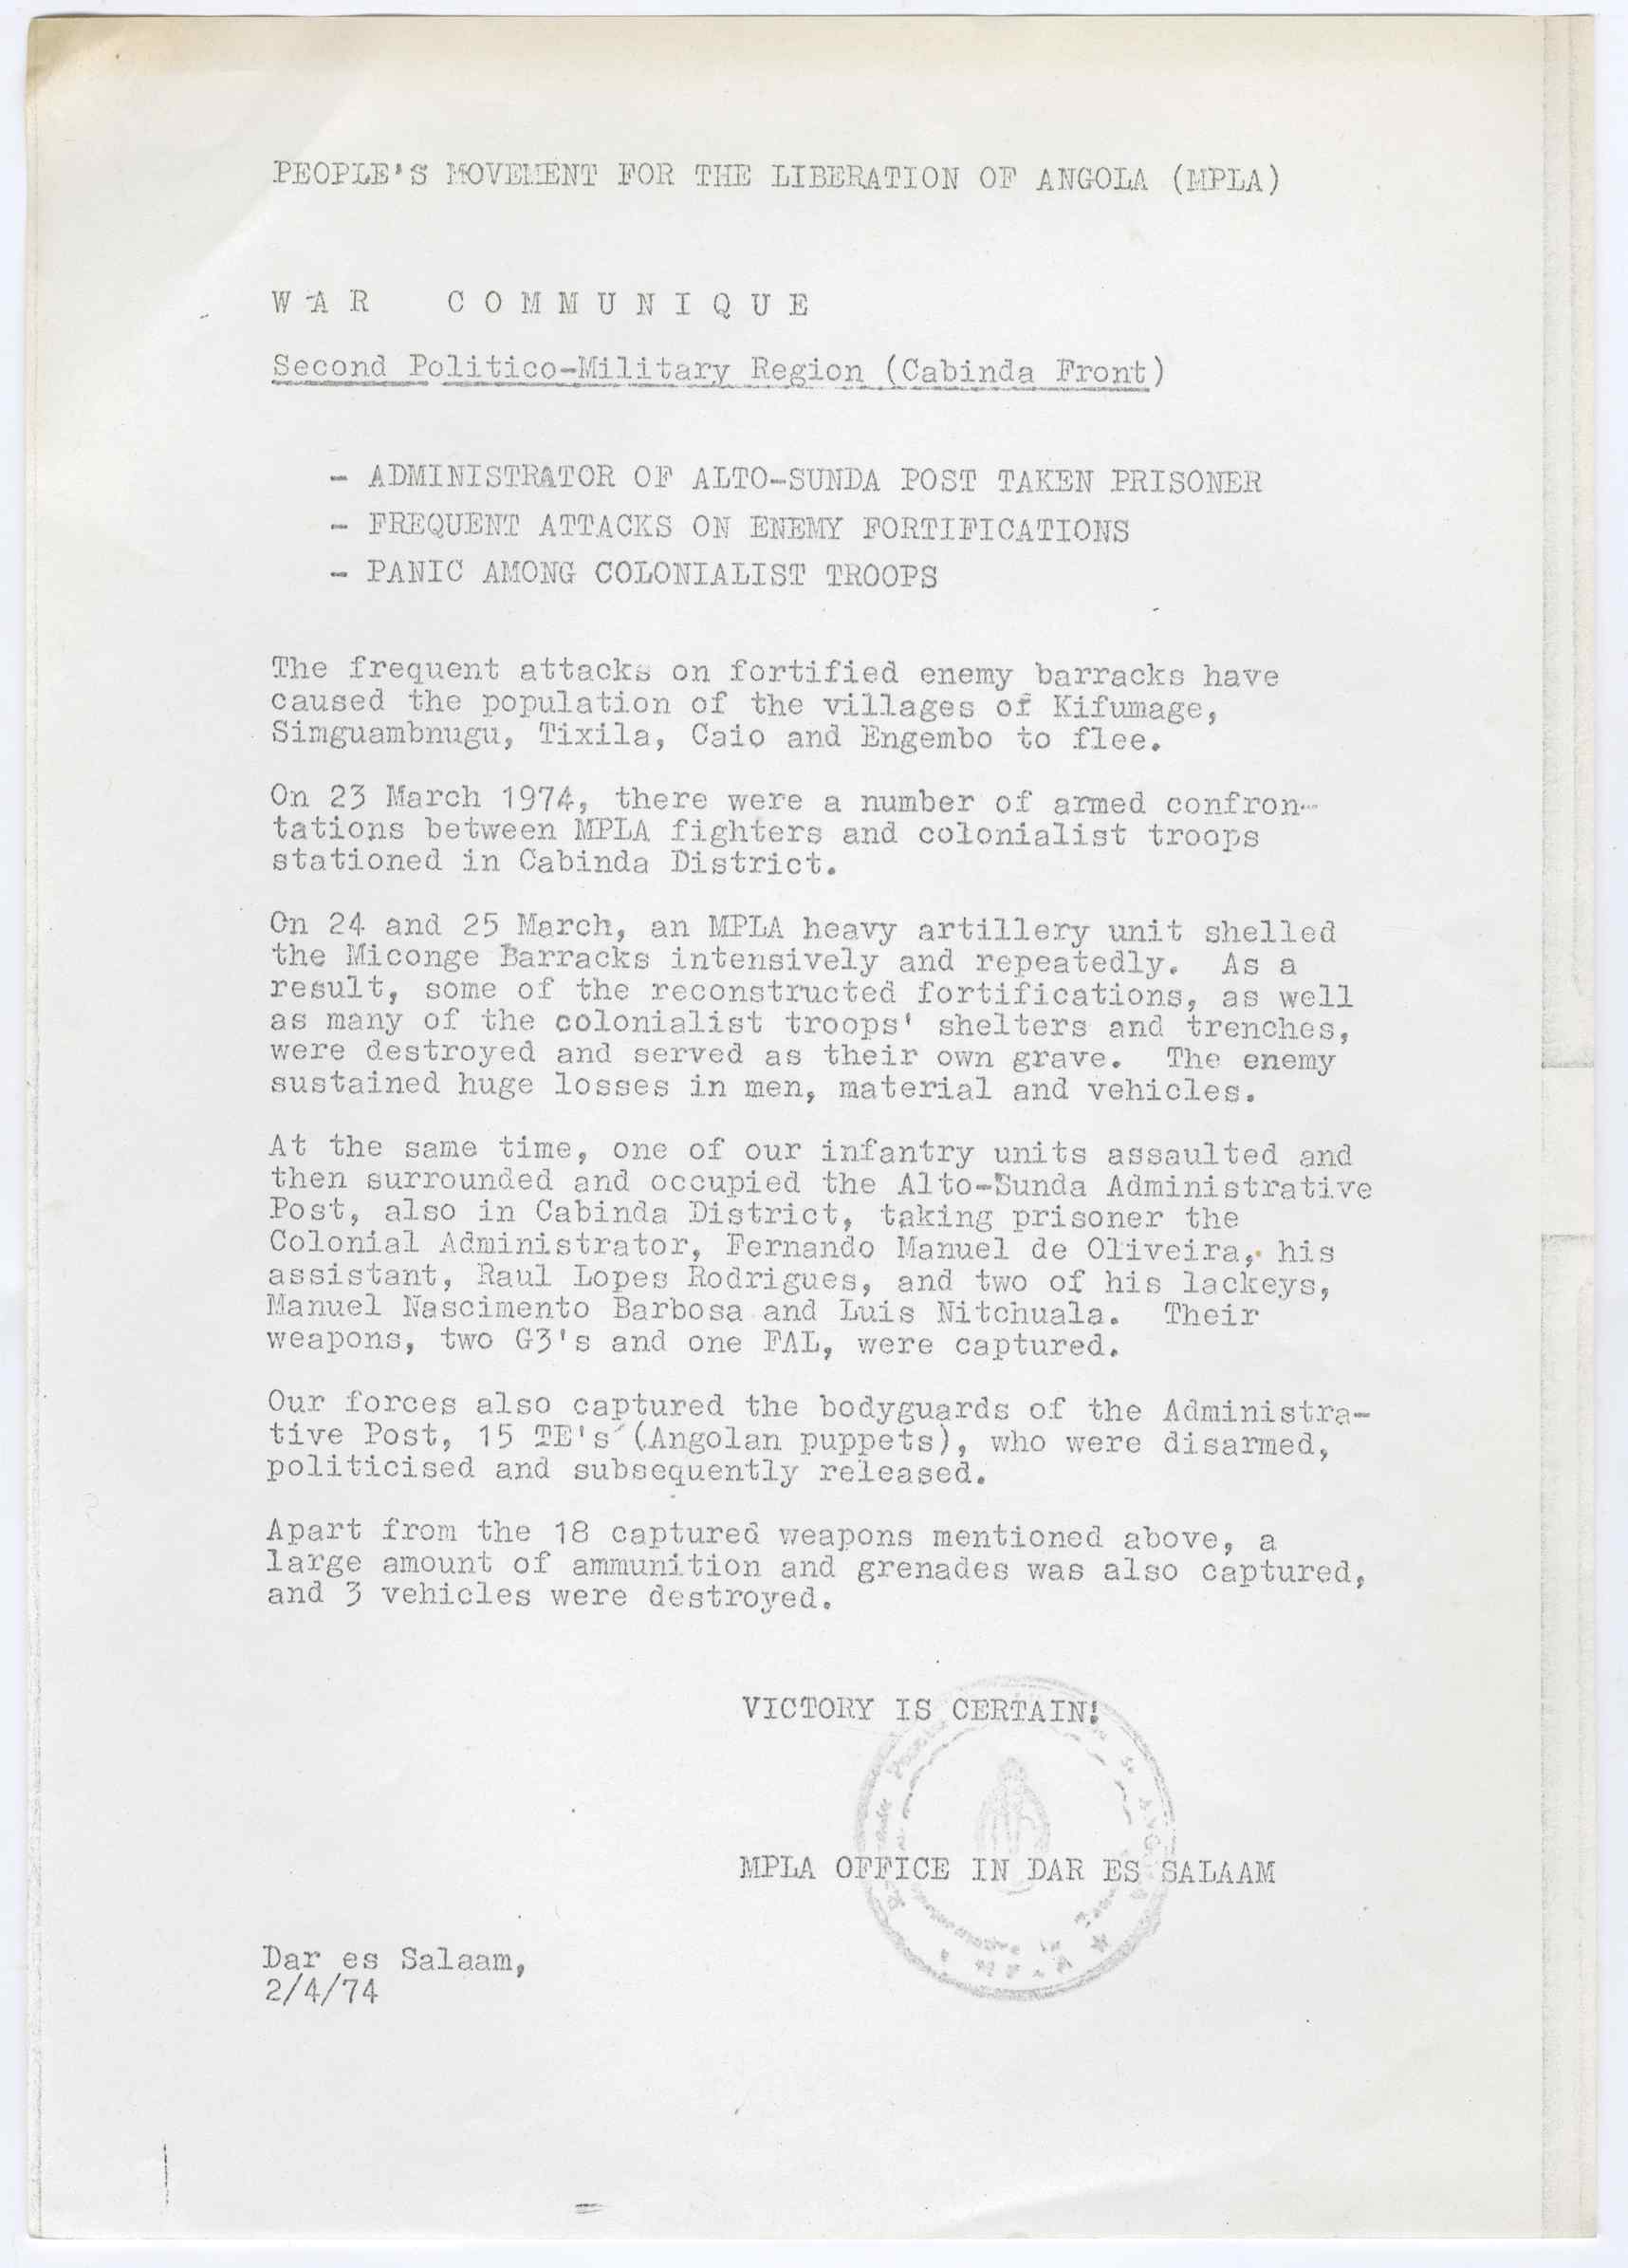 PEOPLE'S MOVEMENT FOR THE LIBERATION OF ANGOLA (MPLA)
WAR COMMUNIQUE
Second Politico-Military Region (Cabinda Front)
- ADMINISTRATOR OF ALTO-SUNDA POST TAKEN PRISONER
- FREQUENT ATTACKS ON ENEMY FORTIFICATIONS
- PANIC AMONG COLONIALIST TROOPS
The frequent attacks on fortified enemy barracks have
caused the population of the villages of Kifumage,
Simguambnugu, Tixila, Caio and Engembo to flee.
On 23 March 1974, there were a number of armed confron-
tations between MPLA fighters and colonialist troops
stationed in Cabinda District.
On 24 and 25 March, an MPLA heavy artillery unit shelled
the Miconge Barracks intensively and repeatedly. As a
result, some of the reconstructed fortifications, as well
as many of the colonialist troops' shelters and trenches,
were destroyed and served as their own grave. The enemy
sustained huge losses in men, material and vehicles.
At the same time, one of our infantry units assaulted and
then surrounded and occupied the Alto-Sunda Administrative
Post, also in Cabinda District, taking prisoner the
Colonial Administrator, Fernando Manuel de Oliveira, his
assistant, Raul Lopes Rodrigues, and two of his lackeys,
Manuel Nascimento Barbosa and Luis Nitchuala. Their
weapons, two G3's and one FAL, were captured.
Our forces also captured the bodyguards of the Administra-
tive Post, 15 TE's (Angolan puppets), who were disarmed,
politicised and subsequently released.
Apart from the 18 captured weapons mentioned above, a
large amount of ammunition and grenades was also captured,
and 3 vehicles were destroyed.
VICTORY IS CERTAIN!
MPLA OFFICE IN DAR ES SALAAM
Dar es Salaam,
2/4/74